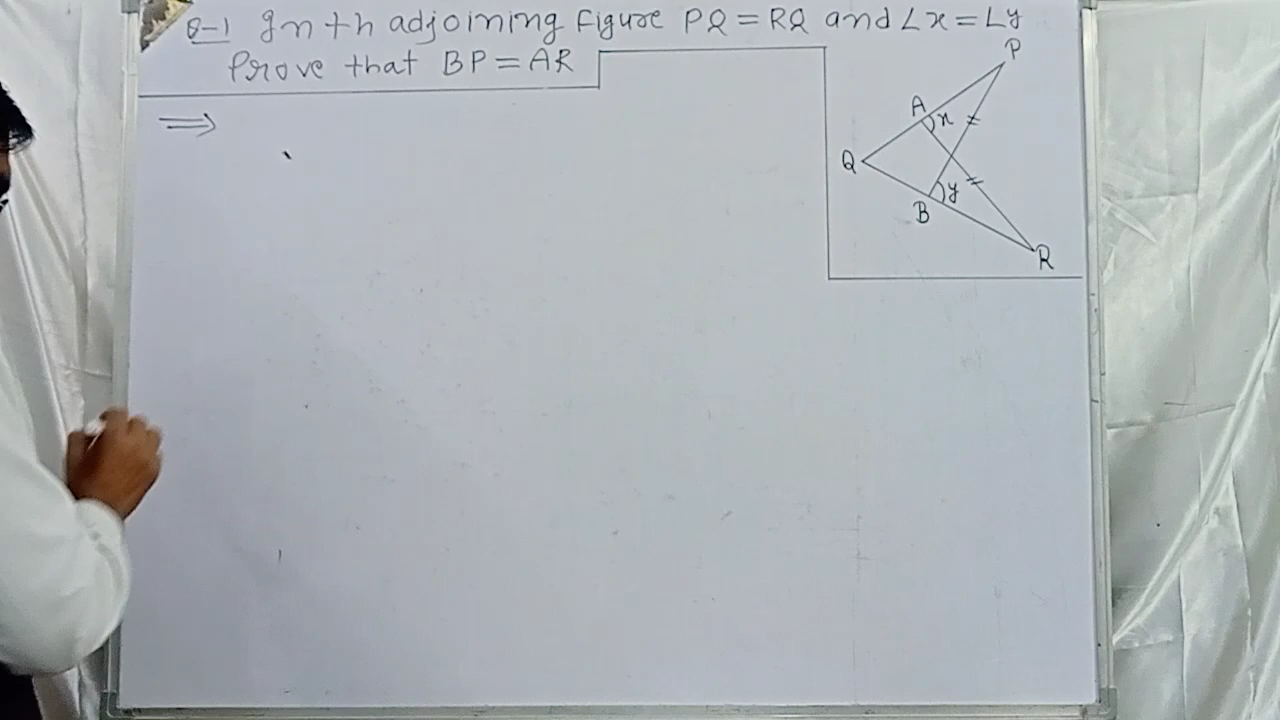 Q-1 In th adjoining figure PQ = RQ and ∠x = ∠y
Prove that BP = AR
⇒
P
A
x
Q
y
B
R